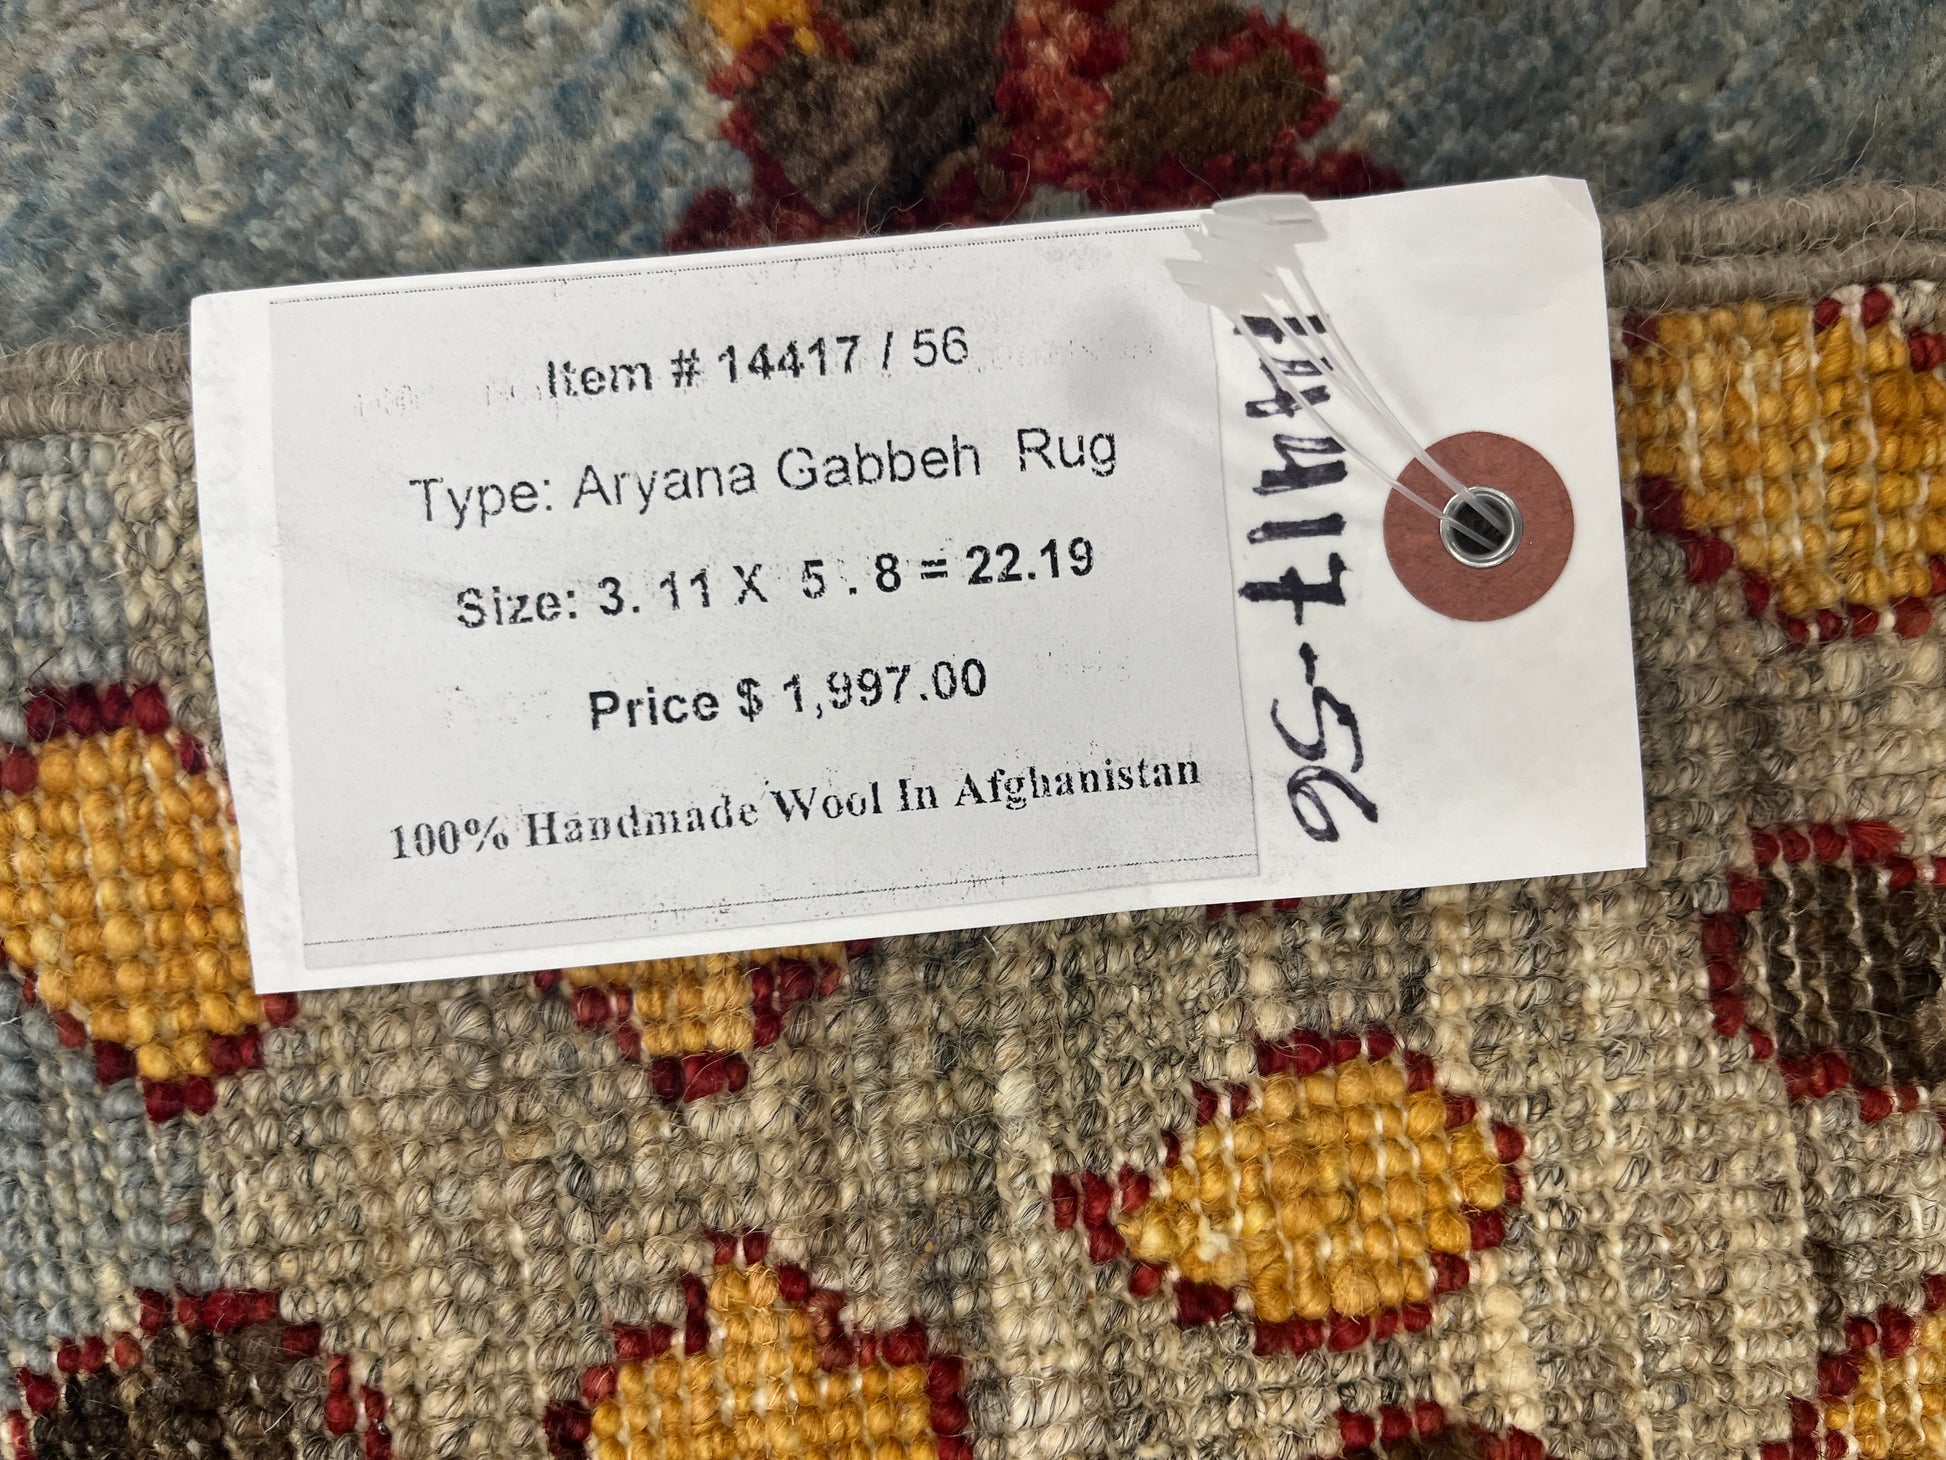 Item # 14417 / 56
Type: Aryana Gabbeh Rug
Size: 3. 11 X 5 . 8 = 22.19
Price $ 1,997.00
100% Handmade Wool In Afghanistan
14417-56